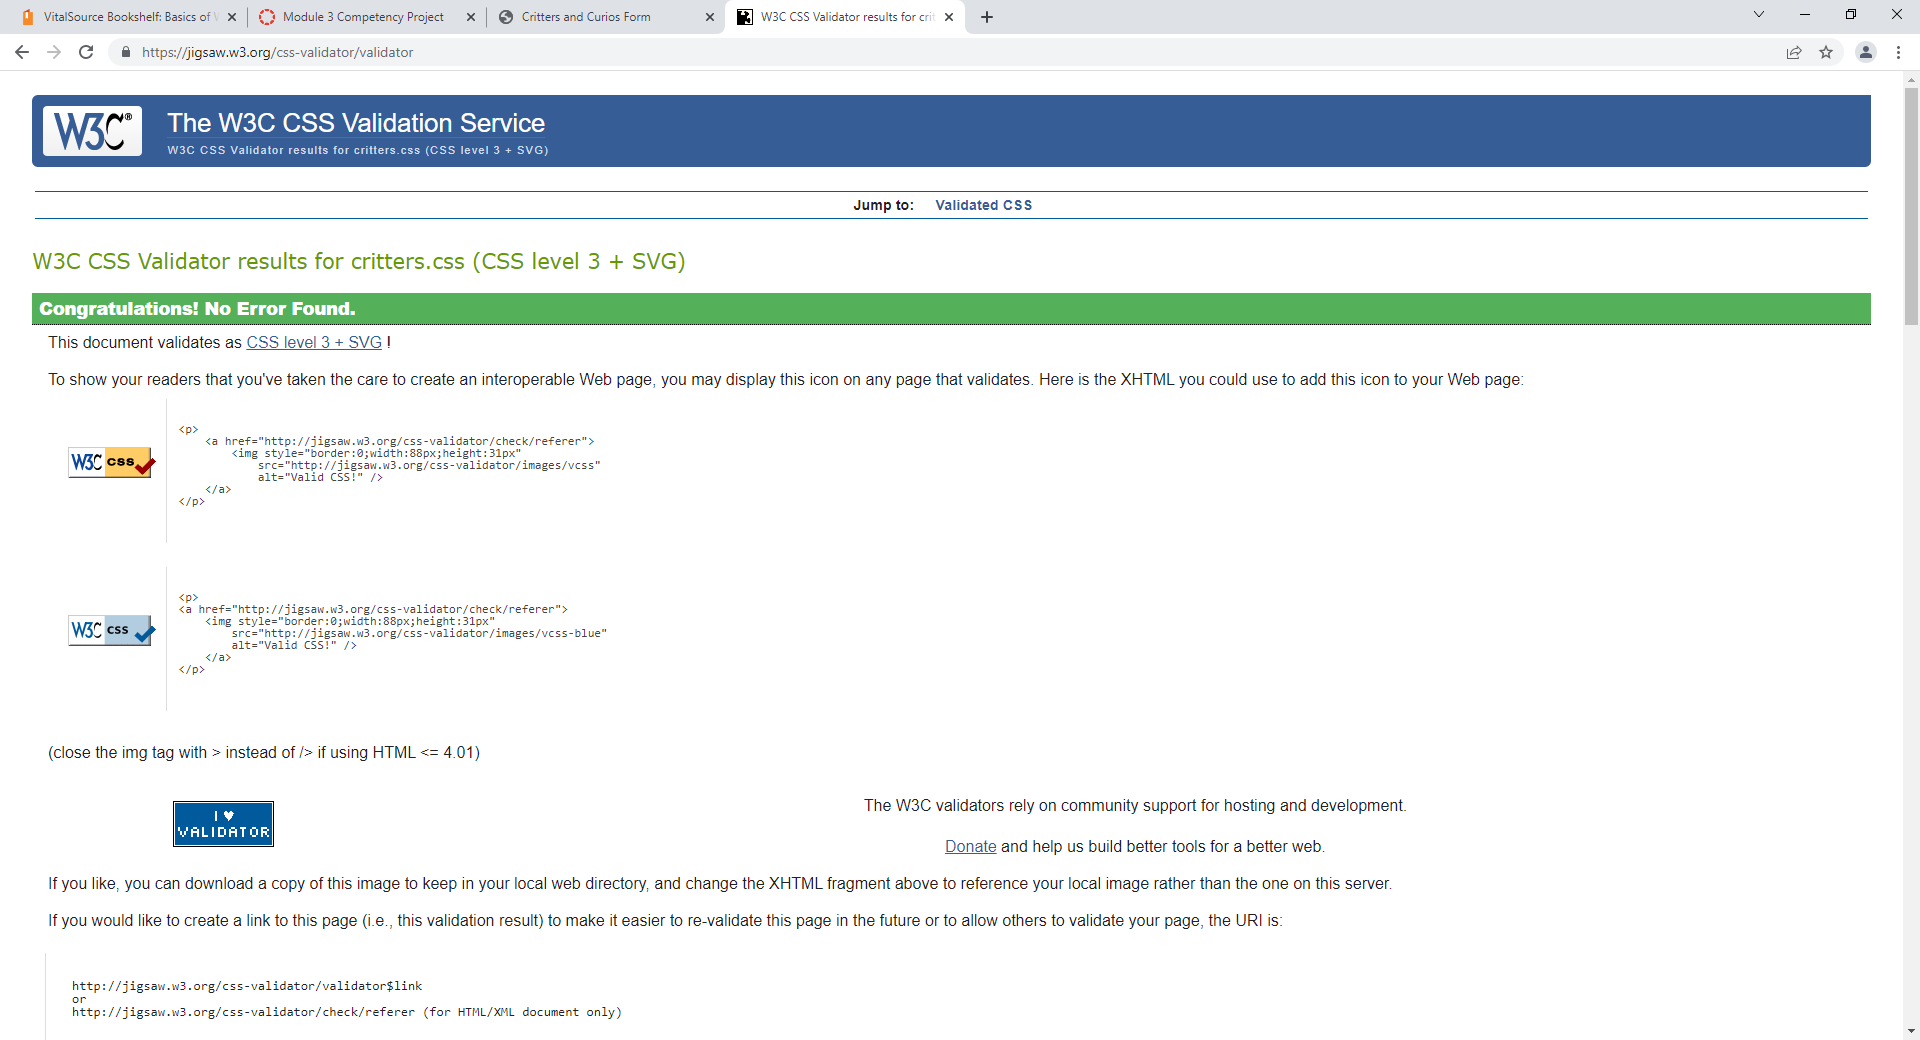 VitalSource Bookshelf: Basics of W
Module 3 Competency Project
Critters and Curios Form
W3C CSS Validator results for crit
https://jigsaw.w3.org/css-validator/validator
W3C®
The W3C CSS Validation Service
W3C CSS Validator results for critters.css (CSS level 3 + SVG)
Jump to: Validated CSS
W3C CSS Validator results for critters.css (CSS level 3 + SVG)
Congratulations! No Error Found.
This document validates as CSS level 3 + SVG !
To show your readers that you've taken the care to create an interoperable Web page, you may display this icon on any page that validates. Here is the XHTML you could use to add this icon to your Web page:
W3C css
<p>
<a href="http://jigsaw.w3.org/css-validator/check/referer">
<img style="border:0;width:88px;height:31px"
src="http://jigsaw.w3.org/css-validator/images/vcss"
alt="Valid CSS!" />
</a>
</p>
W3C css
<p>
<a href="http://jigsaw.w3.org/css-validator/check/referer">
<img style="border:0;width:88px;height:31px"
src="http://jigsaw.w3.org/css-validator/images/vcss-blue"
alt="Valid CSS!" />
</a>
</p>
(close the img tag with > instead of /> if using HTML <= 4.01)
I ♥
VALIDATOR
The W3C validators rely on community support for hosting and development.
Donate and help us build better tools for a better web.
If you like, you can download a copy of this image to keep in your local web directory, and change the XHTML fragment above to reference your local image rather than the one on this server.
If you would like to create a link to this page (i.e., this validation result) to make it easier to re-validate this page in the future or to allow others to validate your page, the URI is:
http://jigsaw.w3.org/css-validator/validator$link
or
http://jigsaw.w3.org/css-validator/check/referer (for HTML/XML document only)